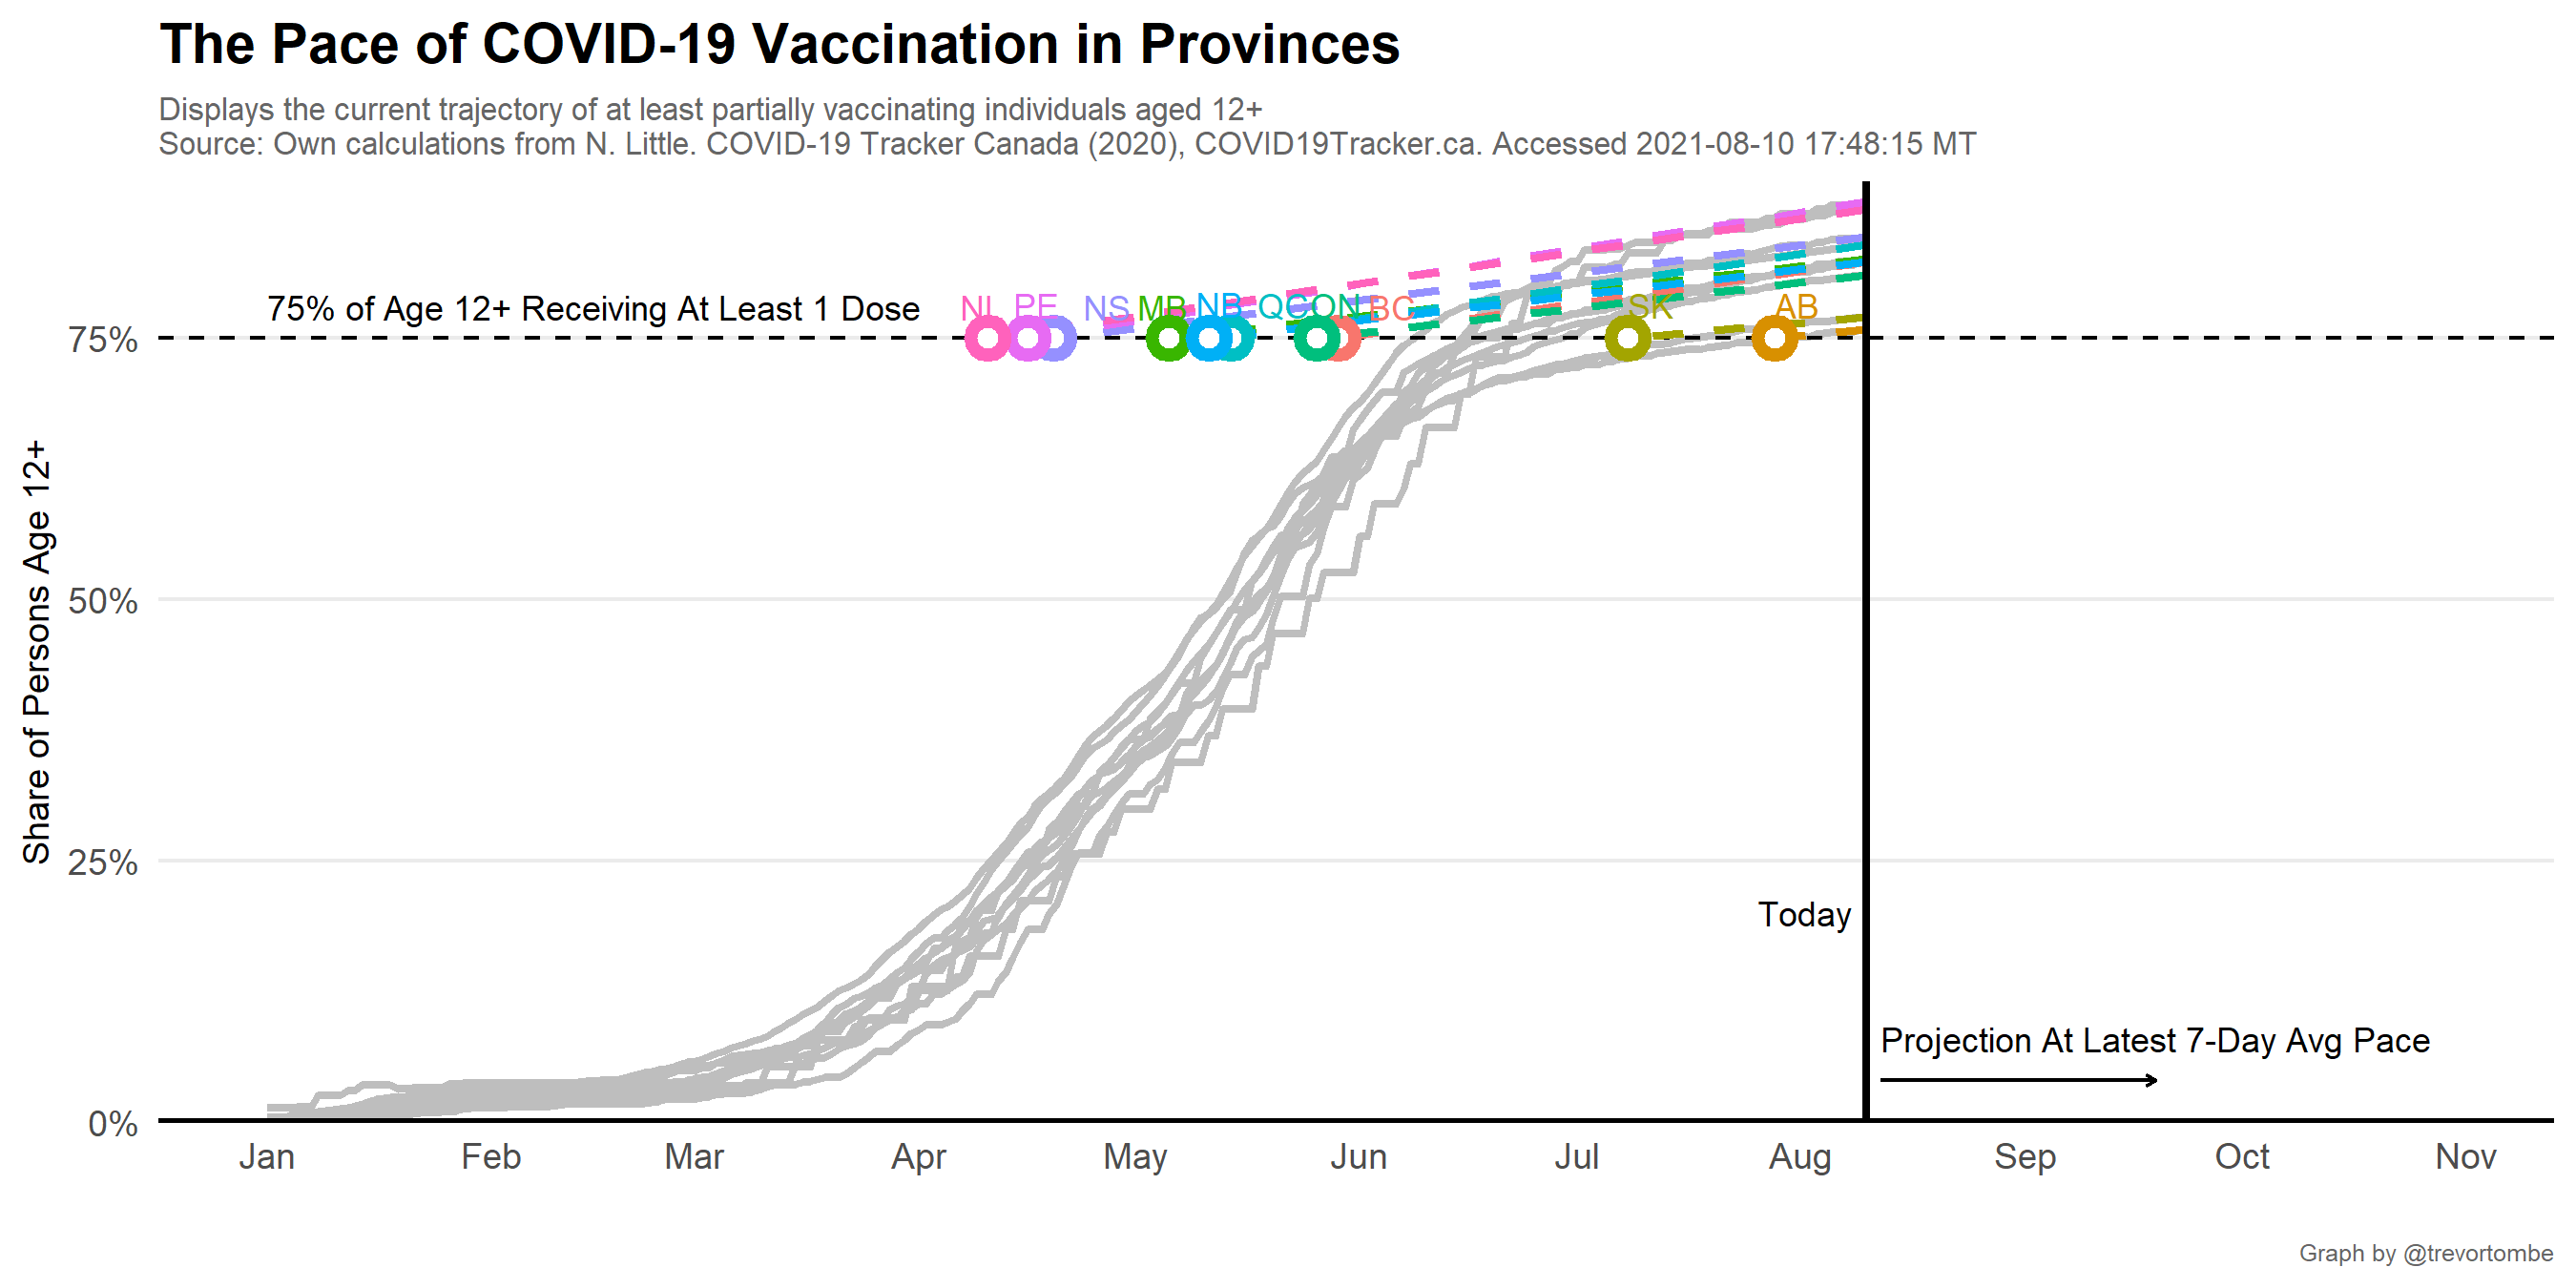 The Pace of COVID-19 Vaccination in Provinces
Displays the current trajectory of at least partially vaccinating individuals aged 12+
Source: Own calculations from N. Little. COVID-19 Tracker Canada (2020), COVID19Tracker.ca. Accessed 2021-08-10 17:48:15 MT
75% of Age 12+ Receiving At Least 1 Dose
NL PE NS MB NB QC ON BC SK AB
75%
50%
25%
0%
Share of Persons Age 12+
Today
Projection At Latest 7-Day Avg Pace
Jan Feb Mar Apr May Jun Jul Aug Sep Oct Nov
Graph by @trevortombe